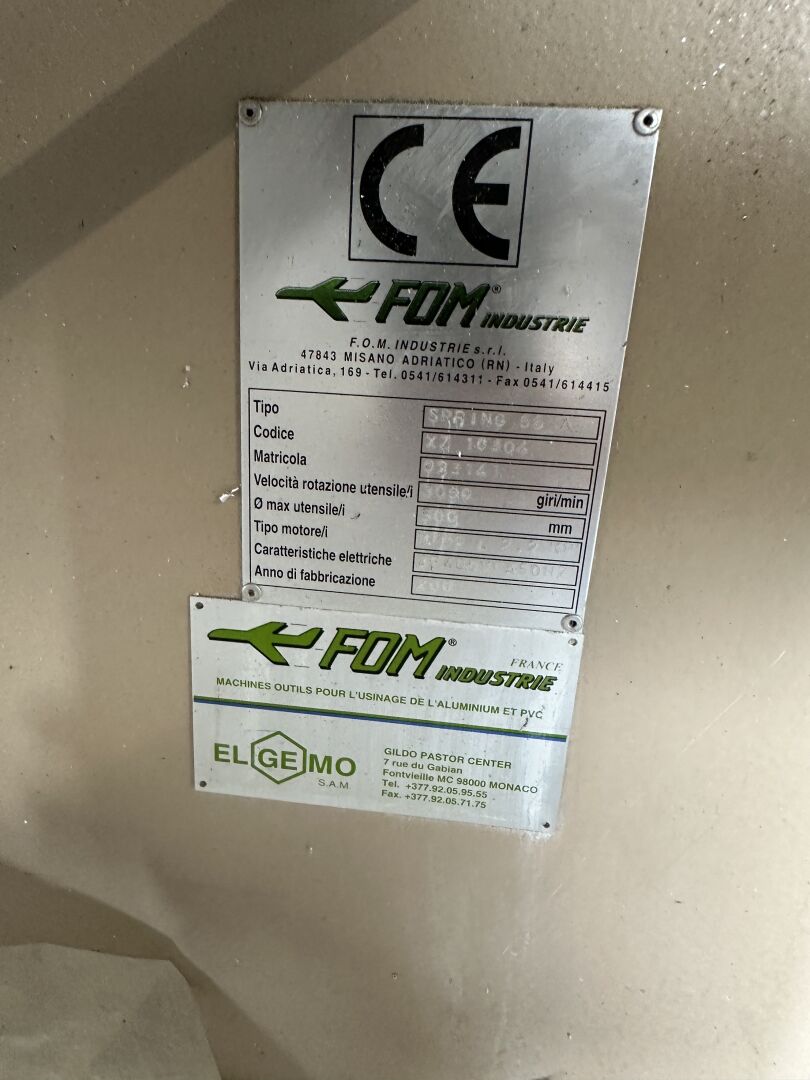 CE
FOM® INDUSTRIE
F.O.M. INDUSTRIE s.r.l.
47843 MISANO ADRIATICO (RN) - Italy
Via Adriatica, 169 - Tel. 0541/614311 - Fax 0541/614415
Tipo
Codice
Matricola
Velocità rotazione utensile/i giri/min
Ø max utensile/i mm
Tipo motore/i
Caratteristiche elettriche
Anno di fabbricazione
FOM® INDUSTRIE FRANCE
MACHINES OUTILS POUR L'USINAGE DE L'ALUMINIUM ET PVC
ELGEMO
S.A.M.
GILDO PASTOR CENTER
7 rue du Gabian
Fontvieille MC 98000 MONACO
Tel. +377.92.05.95.55
Fax. +377.92.05.71.75